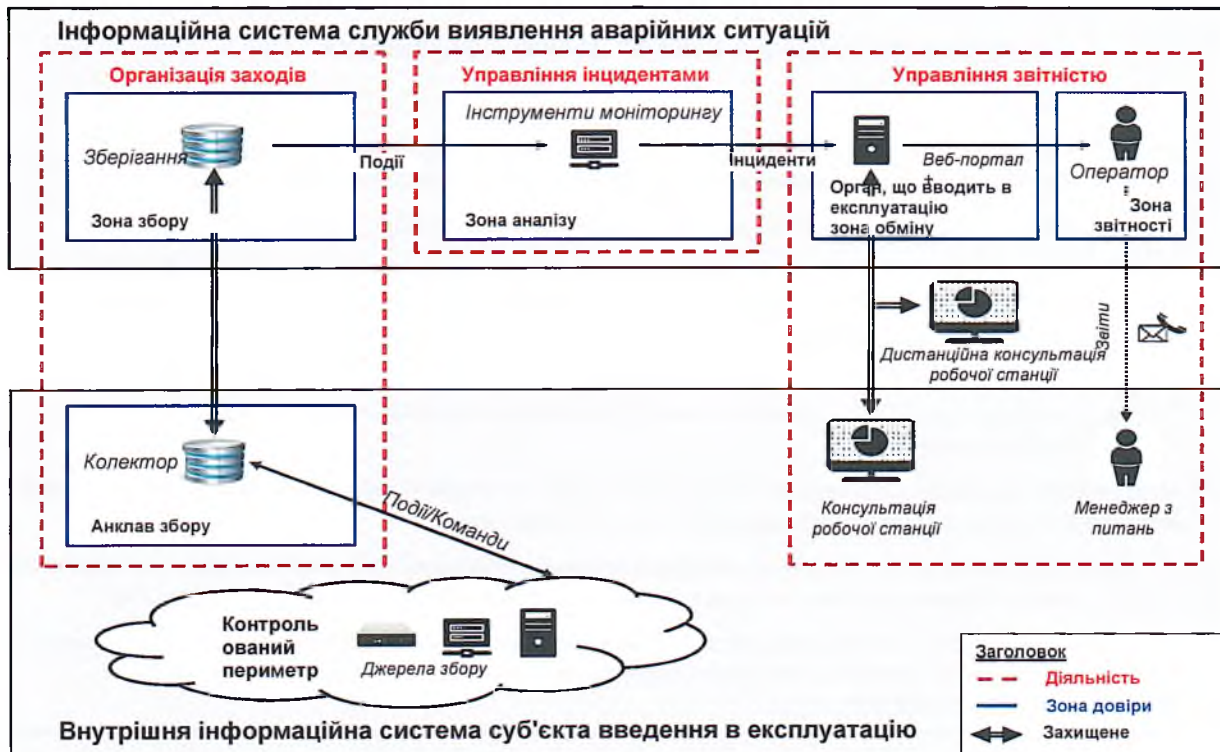 Інформаційна система служби виявлення аварійних ситуацій
Організація заходів
Управління інцидентами
Управління звітністю
Зберігання
Зона збору
Події
Інструменти моніторингу
Зона аналізу
Інциденти
Веб-портал
+
Орган, що вводить в
експлуатацію
зона обміну
Оператор
Зона
звітності
Дистанційна консультація
робочої станції
Звіти
Колектор
Анклав збору
Події/Команди
Консультація
робочої станції
Менеджер з
питань
Контроль
ований
периметр
Джерела збору
Внутрішня інформаційна система суб'єкта введення в експлуатацію
Заголовок
Діяльність
Зона довіри
Захищене